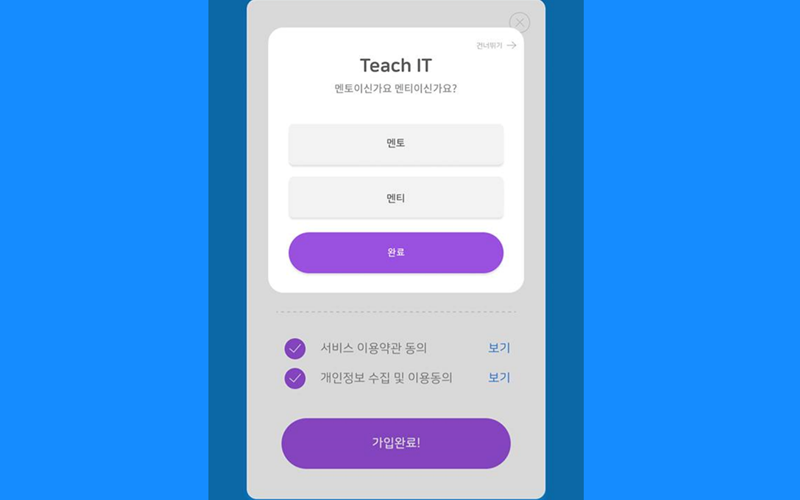 건너뛰기
Teach IT
멘토이신가요 멘티이신가요?
멘토
멘티
완료
서비스 이용약관 동의 보기
개인정보 수집 및 이용동의 보기
가입완료!